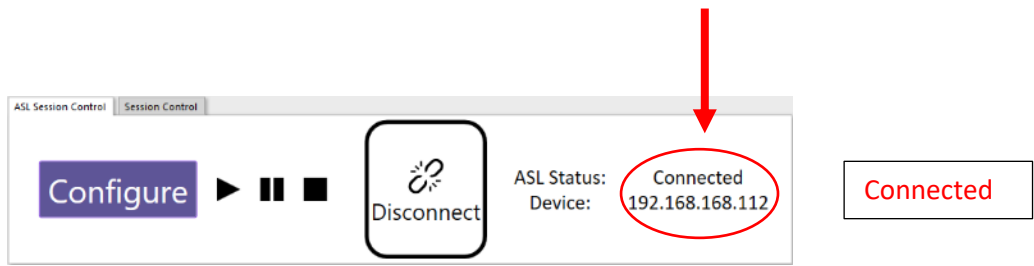 ASL Session Control Session Control
Configure
Disconnect
ASL Status: Connected
Device: 192.168.168.112
Connected